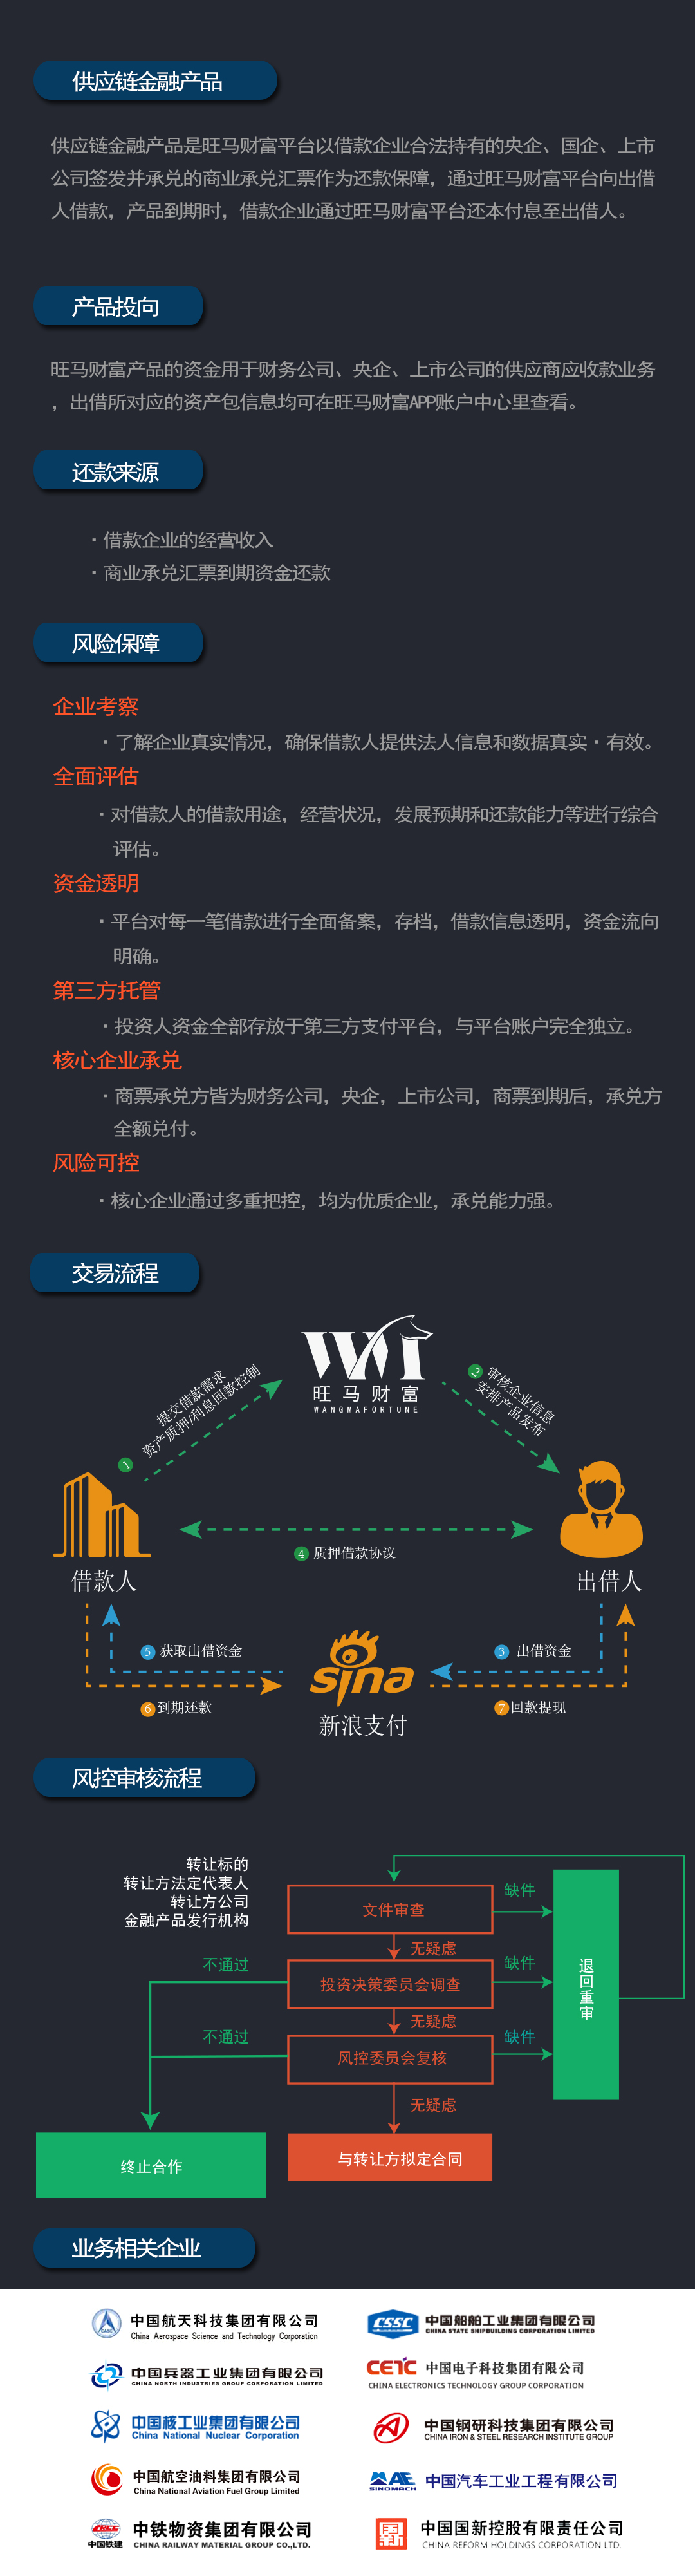 供应链金融产品
供应链金融产品是旺马财富平台以借款企业合法持有的央企、国企、上市
公司签发并承兑的商业承兑汇票作为还款保障，通过旺马财富平台向出借
人借款，产品到期时，借款企业通过旺马财富平台还本付息至出借人。
产品投向
旺马财富产品的资金用于财务公司、央企、上市公司的供应商应收款业务
，出借所对应的资产包信息均可在旺马财富APP账户中心里查看。
还款来源
·借款企业的经营收入
·商业承兑汇票到期资金还款
风险保障
企业考察
·了解企业真实情况，确保借款人提供法人信息和数据真实·有效。
全面评估
·对借款人的借款用途，经营状况，发展预期和还款能力等进行综合
评估。
资金透明
·平台对每一笔借款进行全面备案，存档，借款信息透明，资金流向
明确。
第三方托管
·投资人资金全部存放于第三方支付平台，与平台账户完全独立。
核心企业承兑
·商票承兑方皆为财务公司，央企，上市公司，商票到期后，承兑方
全额兑付。
风险可控
·核心企业通过多重把控，均为优质企业，承兑能力强。
交易流程
旺马财富
WANGMAFORTUNE
1 提交借款需求
资产质押/利息回款控制
2 审核企业信息
安排产品发布
4 质押借款协议
借款人
出借人
5 获取出借资金
3 出借资金
sina
6 到期还款
7 回款提现
新浪支付
风控审核流程
转让标的
转让方法定代表人
转让方公司
金融产品发行机构
文件审查
缺件
无疑虑
不通过
投资决策委员会调查
缺件
退回重审
无疑虑
不通过
风控委员会复核
缺件
无疑虑
终止合作
与转让方拟定合同
业务相关企业
CASC
中国航天科技集团有限公司
China Aerospace Science and Technology Corporation
CSSC
中国船舶工业集团有限公司
CHINA STATE SHIPBUILDING CORPORATION LIMITED
中国兵器工业集团有限公司
CHINA NORTH INDUSTRIES GROUP CORPORATION LIMITED
CETC
中国电子科技集团有限公司
CHINA ELECTRONICS TECHNOLOGY GROUP CORPORATION
中国核工业集团有限公司
China National Nuclear Corporation
中国钢研科技集团有限公司
CHINA IRON & STEEL RESEARCH INSTITUTE GROUP
中国航空油料集团有限公司
China National Aviation Fuel Group Limited
SINOMACH
中国汽车工业工程有限公司
中国铁建
中铁物资集团有限公司
CHINA RAILWAY MATERIAL GROUP CO.,LTD.
国新
中国国新控股有限责任公司
CHINA REFORM HOLDINGS CORPORATION LTD.